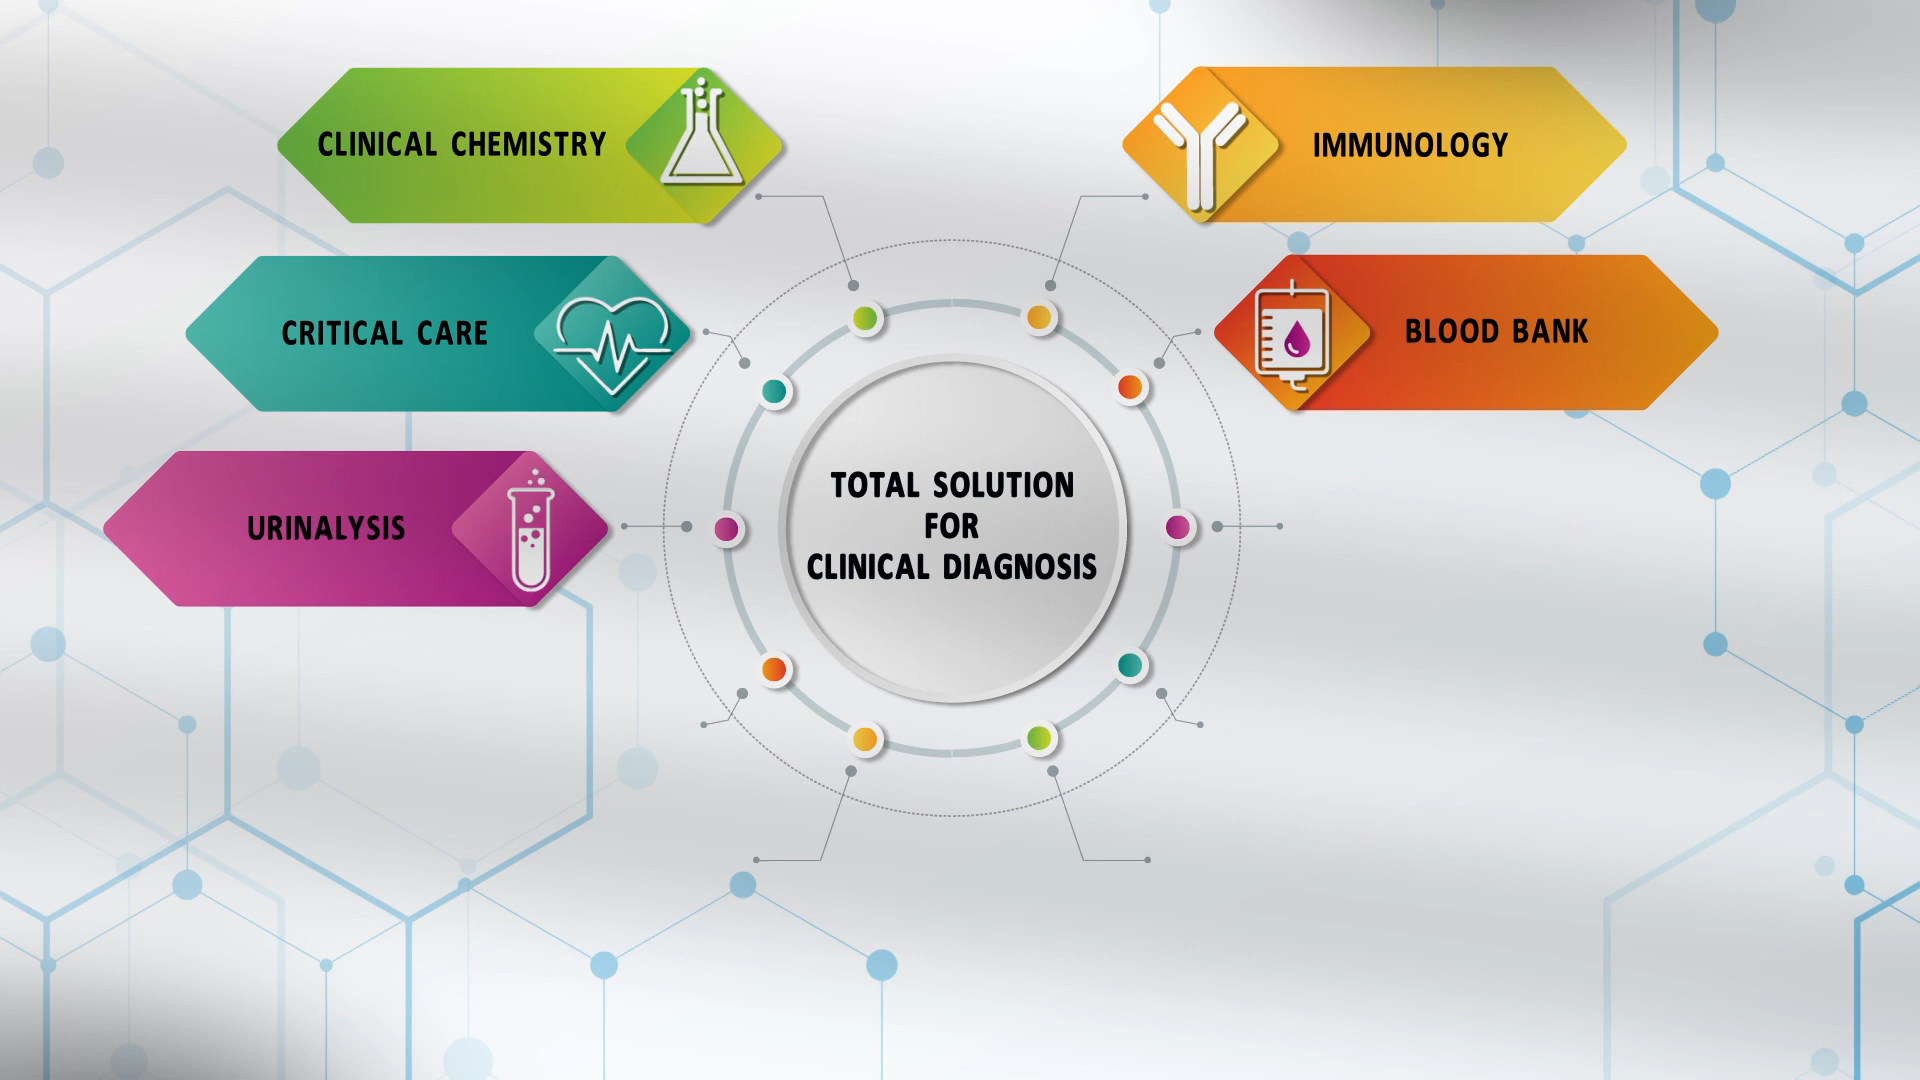 CLINICAL CHEMISTRY
IMMUNOLOGY
CRITICAL CARE
BLOOD BANK
URINALYSIS
TOTAL SOLUTION
FOR
CLINICAL DIAGNOSIS